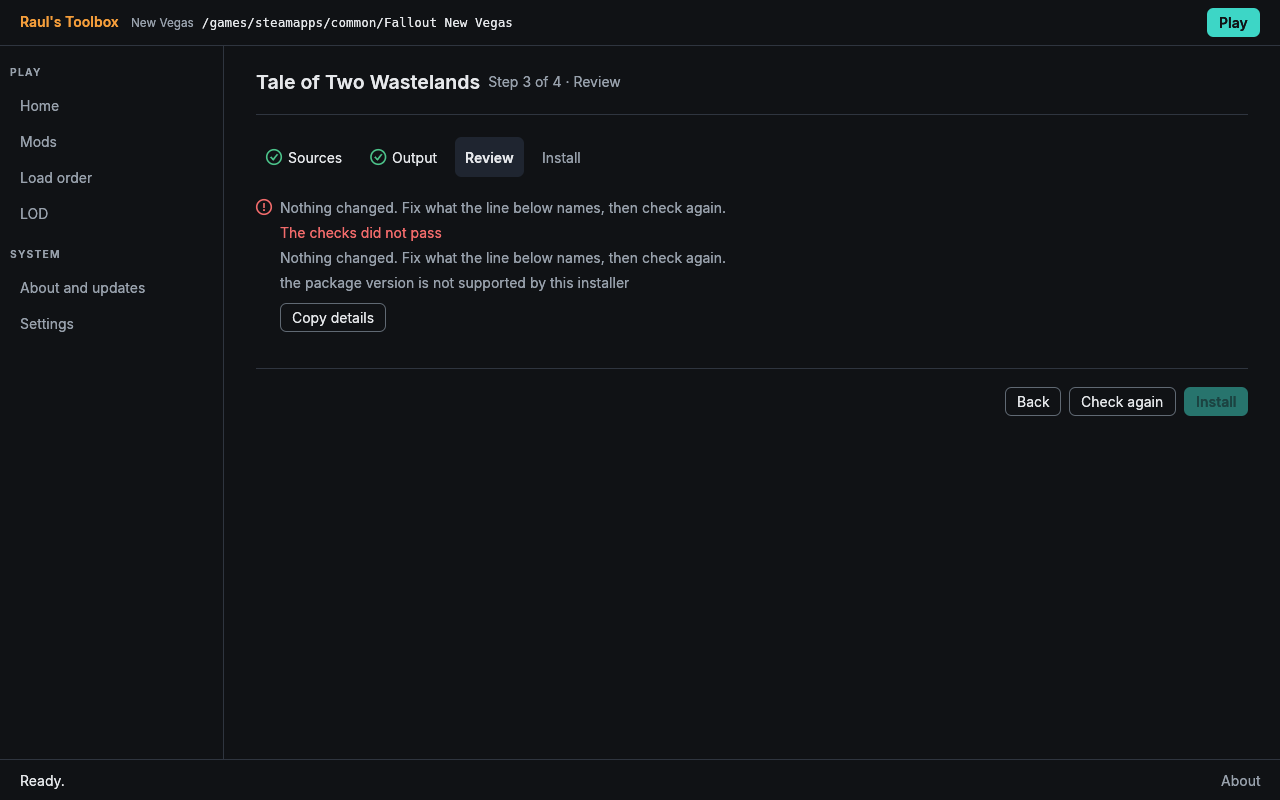 Raul's Toolbox New Vegas /games/steamapps/common/Fallout New Vegas Play
PLAY
Home
Mods
Load order
LOD
SYSTEM
About and updates
Settings
Tale of Two Wastelands Step 3 of 4 · Review
Sources Output Review Install
Nothing changed. Fix what the line below names, then check again.
The checks did not pass
Nothing changed. Fix what the line below names, then check again.
the package version is not supported by this installer
Copy details
Back Check again Install
Ready. About